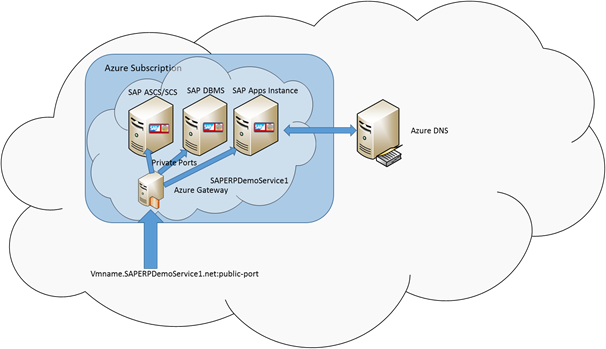 Azure Subscription
SAP ASCS/SCS
SAP DBMS
SAP Apps Instance
Azure DNS
Private Ports
SAPERPDemoService1
Azure Gateway
Vmname.SAPERPDemoService1.net:public-port